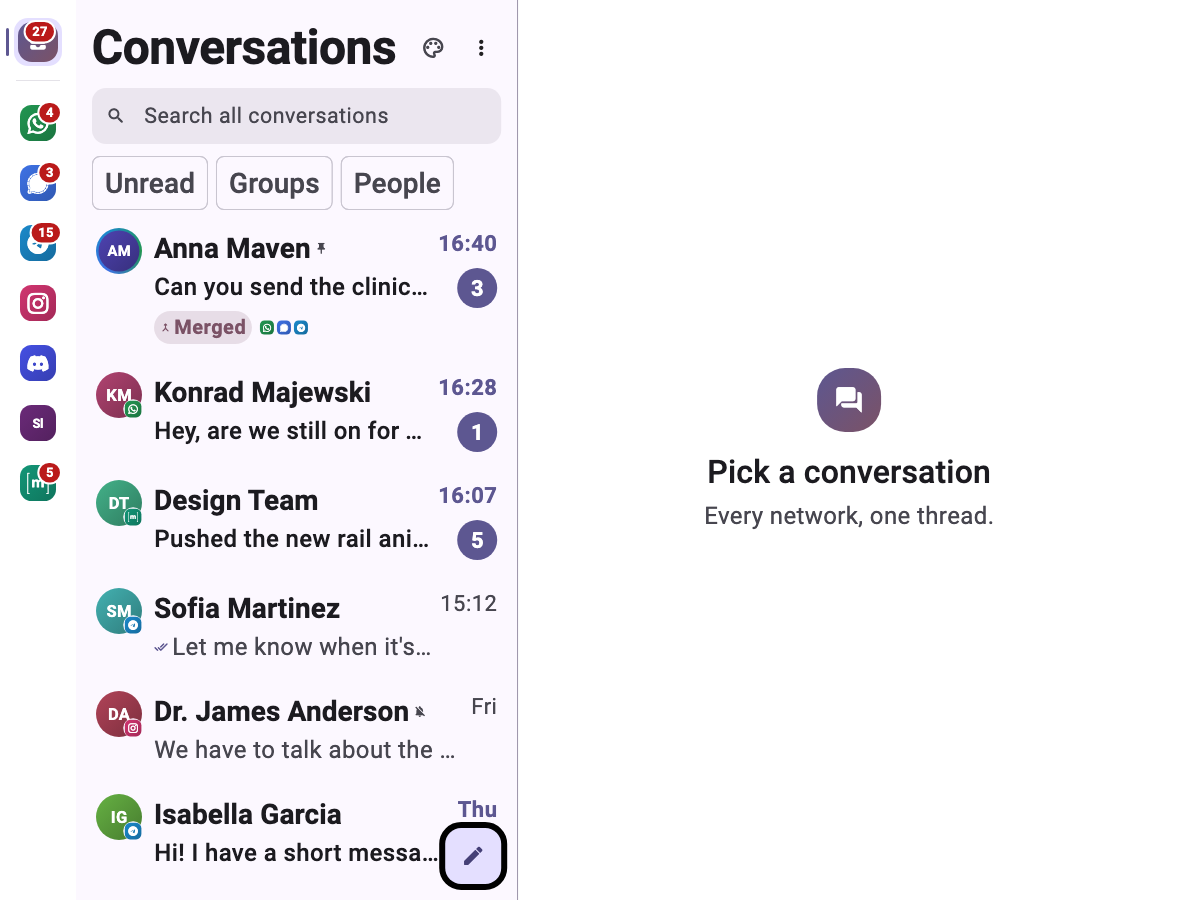 27
Conversations
4
Search all conversations
3
Unread Groups People
15
AM Anna Maven 16:40
Can you send the clinic… 3
Merged
KM Konrad Majewski 16:28
Hey, are we still on for … 1
SI
[m] 5
DT Design Team 16:07
[m] Pushed the new rail ani… 5
SM Sofia Martinez 15:12
Let me know when it's…
DA Dr. James Anderson Fri
We have to talk about the …
IG Isabella Garcia Thu
Hi! I have a short messa…
Pick a conversation
Every network, one thread.